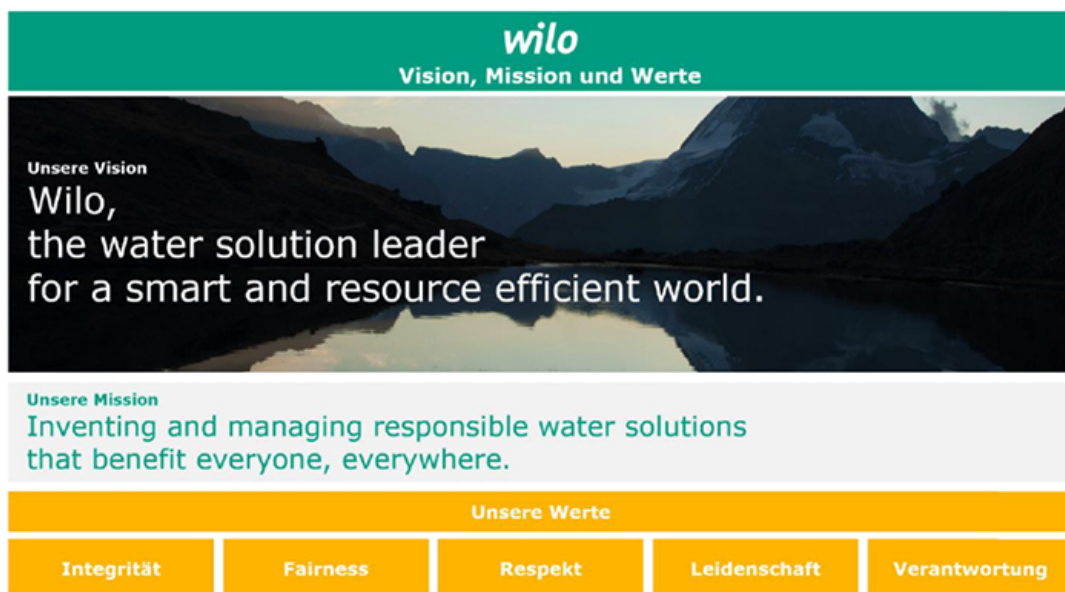 wilo
Vision, Mission und Werte
Unsere Vision
Wilo,
the water solution leader
for a smart and resource efficient world.
Unsere Mission
Inventing and managing responsible water solutions
that benefit everyone, everywhere.
Unsere Werte
Integrität
Fairness
Respekt
Leidenschaft
Verantwortung